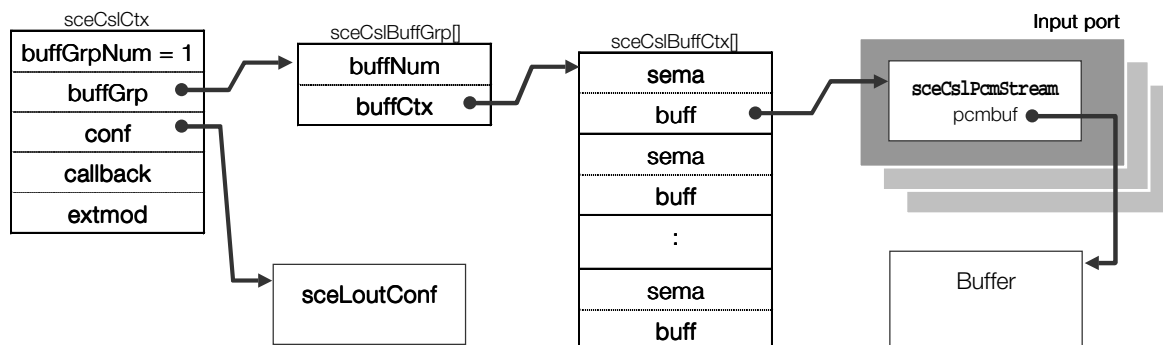 sceCslCtx
buffGrpNum = 1
buffGrp
conf
callback
extmod
sceCslBuffGrp[]
buffNum
buffCtx
sceLoutConf
sceCslBuffCtx[]
sema
buff
sema
buff
:
sema
buff
Input port
sceCslPcmStream
pcmbuf
Buffer